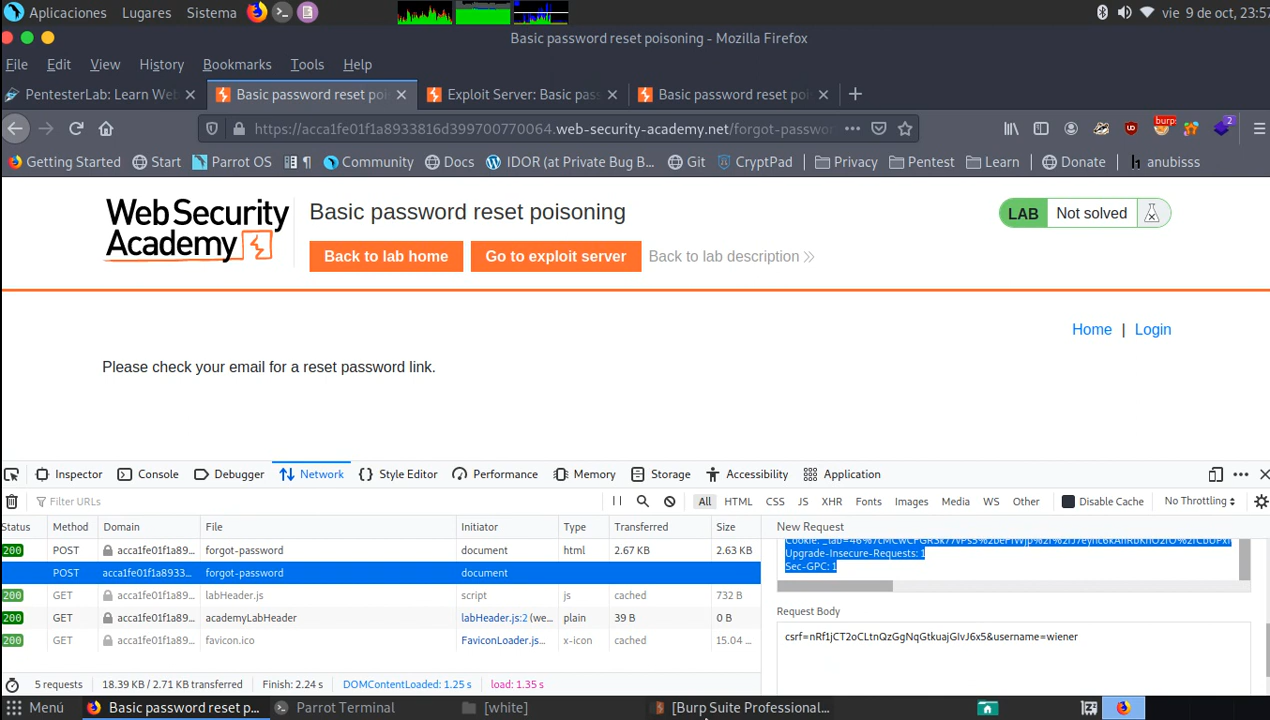 Aplicaciones Lugares Sistema vie 9 de oct, 23:57
Basic password reset poisoning - Mozilla Firefox
File Edit View History Bookmarks Tools Help
PentesterLab: Learn Web Basic password reset poi Exploit Server: Basic pas Basic password reset poi
https://acca1fe01f1a8933816d399700770064.web-security-academy.net/forgot-passwor burp 2
Getting Started Start Parrot OS Community Docs IDOR (at Private Bug B... Git CryptPad Privacy Pentest Learn Donate anubisss
WebSecurity
Academy
Basic password reset poisoning
LAB Not solved
Back to lab home Go to exploit server Back to lab description
Home | Login
Please check your email for a reset password link.
Inspector Console Debugger Network Style Editor Performance Memory Storage Accessibility Application
Filter URLs All HTML CSS JS XHR Fonts Images Media WS Other Disable Cache No Throttling
Status Method Domain File Initiator Type Transferred Size New Request
200 POST acca1fe01f1a89... forgot-password document html 2.67 KB 2.63 KB
POST acca1fe01f1a8933... forgot-password document
200 GET acca1fe01f1a89... labHeader.js script js cached 732 B
200 GET acca1fe01f1a89... academyLabHeader labHeader.js:2 (we... plain 39 B 0 B
200 GET acca1fe01f1a89... favicon.ico FaviconLoader.js... x-icon cached 15.04 ...
Upgrade-Insecure-Requests: 1
Sec-GPC: 1
Request Body
csrf=nRf1jCT2oCLtnQzGgNqGtkuajGlvJ6x5&username=wiener
5 requests 18.39 KB / 2.71 KB transferred Finish: 2.24 s DOMContentLoaded: 1.25 s load: 1.35 s
Menú Basic password reset p... Parrot Terminal [white] [Burp Suite Professional...